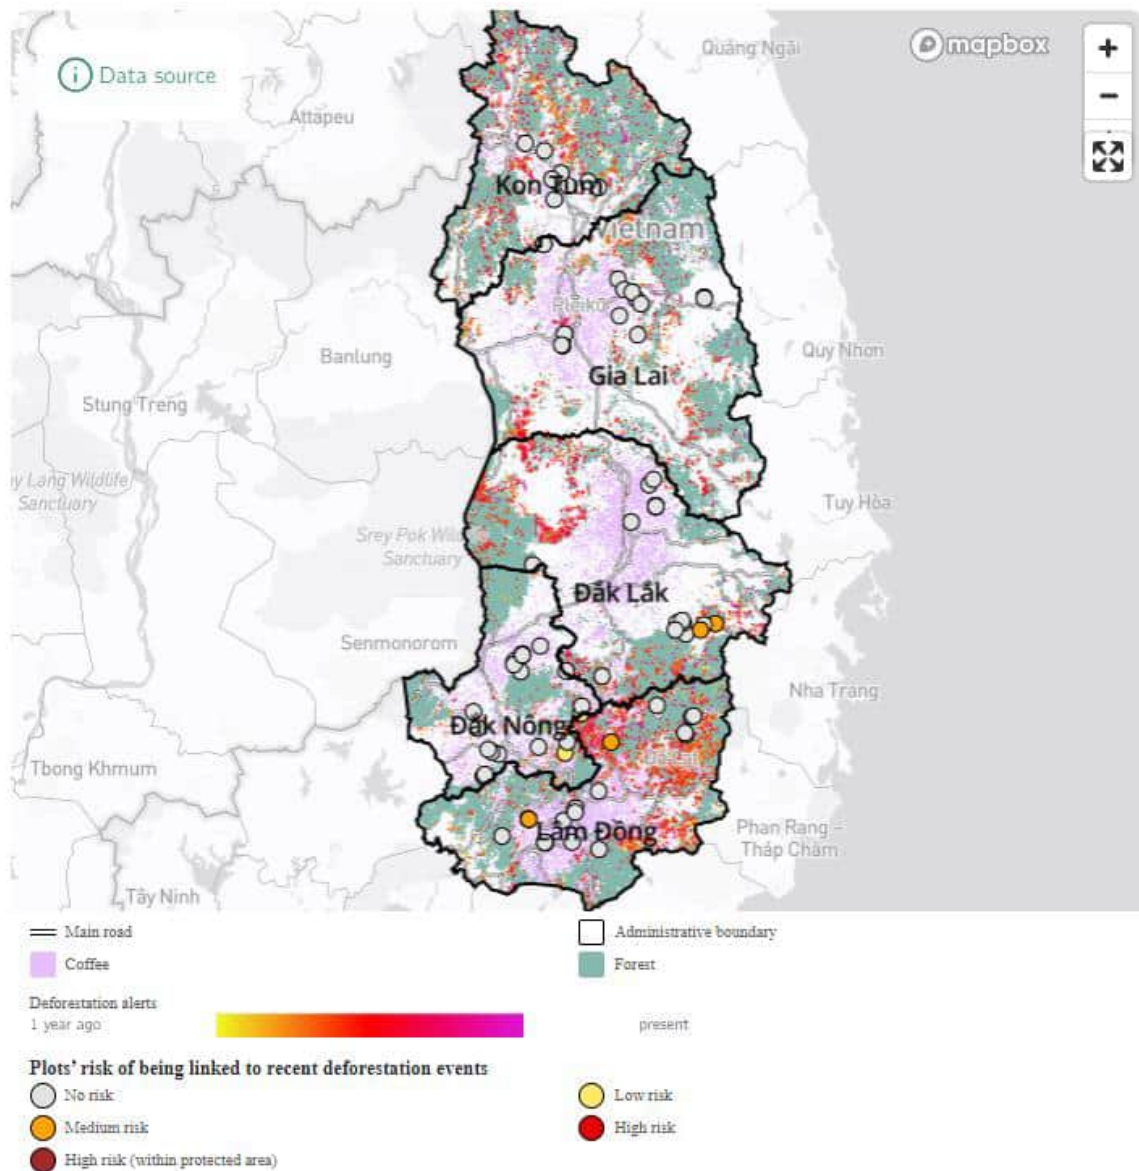 Quảng Ngãi
mapbox
+
Data source
−
Attapeu
Kon Tum
Vietnam
Pleiku
Banlung
Quy Nhon
Gia Lai
Stung Treng
y Lang Wildlife
Sanctuary
Tuy Hòa
Srey Pok Wil
Sanctuary
Đắk Lắk
Senmonorom
Nha Trang
Đắk Nông
Tbong Khmum
Lâm Đồng
Phan Rang –
Tháp Chàm
Tây Ninh
Main road
Administrative boundary
Coffee
Forest
Deforestation alerts
1 year ago
present
Plots' risk of being linked to recent deforestation events
No risk
Low risk
Medium risk
High risk
High risk (within protected area)